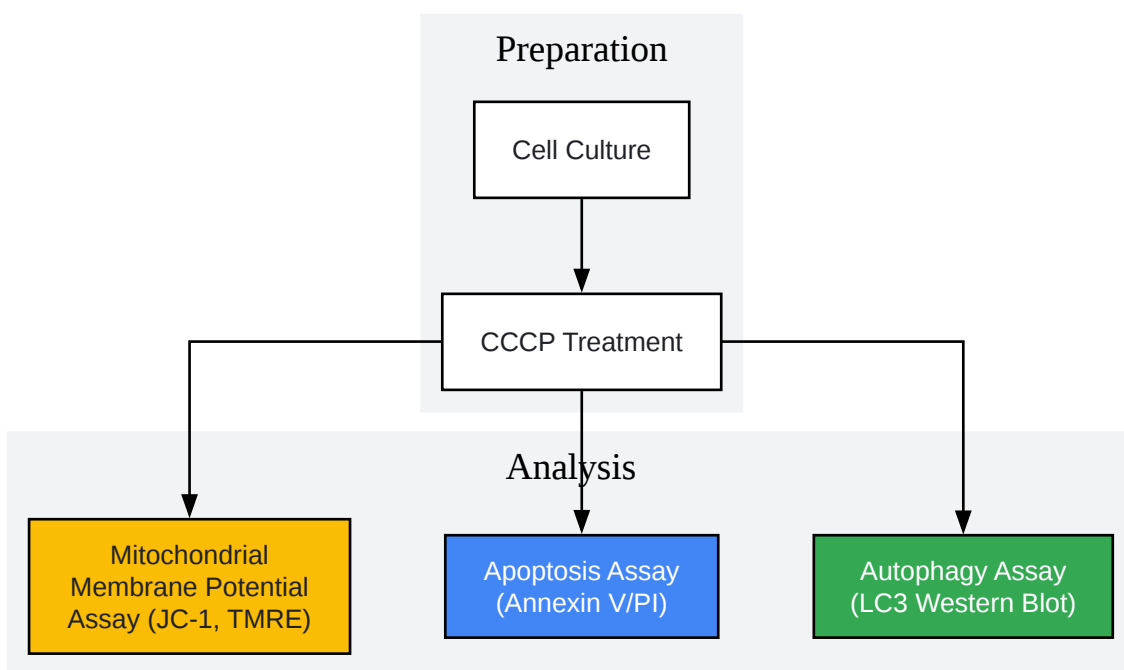 Preparation
Cell Culture
CCCP Treatment
Analysis
Mitochondrial
Membrane Potential
Assay (JC-1, TMRE)
Apoptosis Assay
(Annexin V/PI)
Autophagy Assay
(LC3 Western Blot)